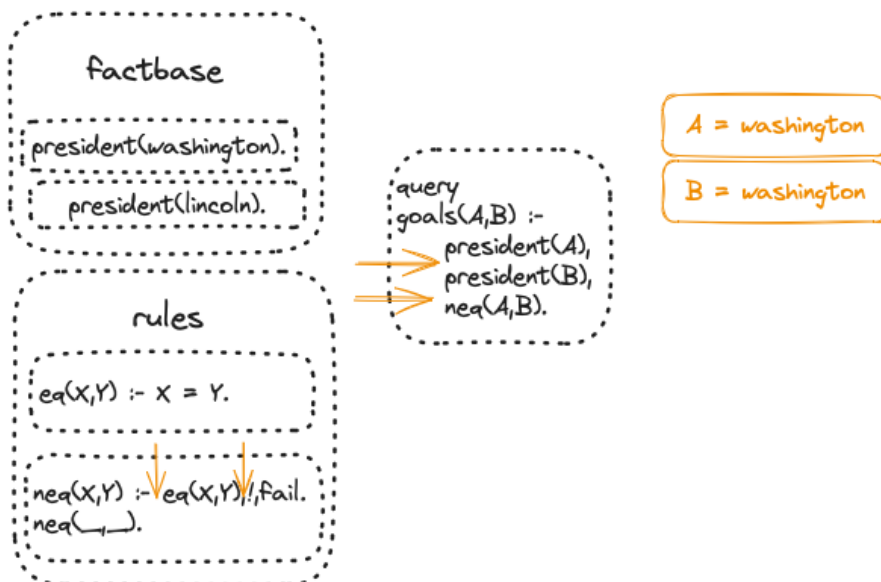 factbase
president(washington).
president(lincoln).
rules
eq(X,Y) :- X = Y.
neq(X,Y) :- eq(X,Y),!,fail.
neq(_,_).
query
goals(A,B) :-
president(A),
president(B),
neq(A,B).
A = washington
B = washington